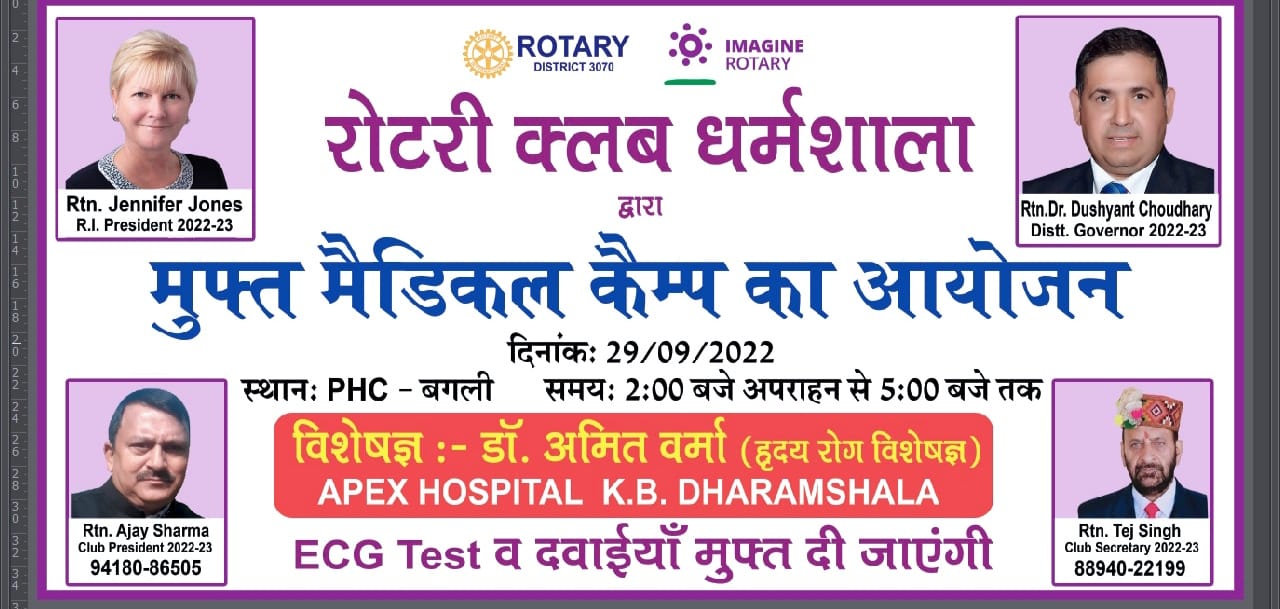 ROTARY
DISTRICT 3070
IMAGINE
ROTARY
रोटरी क्लब धर्मशाला
द्वारा
मुफ्त मैडिकल कैम्प का आयोजन
दिनांकः 29/09/2022
स्थानः PHC - बगली समयः 2:00 बजे अपराहन से 5:00 बजे तक
विशेषज्ञ :- डॉ. अमित वर्मा (हृदय रोग विशेषज्ञ)
APEX HOSPITAL K.B. DHARAMSHALA
ECG Test व दवाईयाँ मुफ्त दी जाएंगी
Rtn. Jennifer Jones
R.I. President 2022-23
Rtn.Dr. Dushyant Choudhary
Distt. Governor 2022-23
Rtn. Ajay Sharma
Club President 2022-23
94180-86505
Rtn. Tej Singh
Club Secretary 2022-23
88940-22199